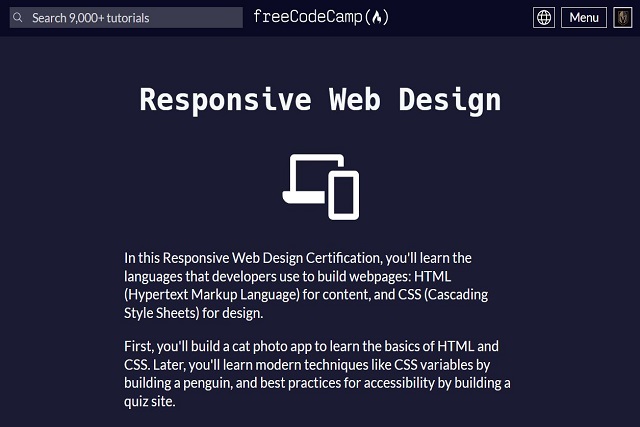 Search 9,000+ tutorials
freeCodeCamp(🔥)
Menu
Responsive Web Design
In this Responsive Web Design Certification, you'll learn the
languages that developers use to build webpages: HTML
(Hypertext Markup Language) for content, and CSS (Cascading
Style Sheets) for design.
First, you'll build a cat photo app to learn the basics of HTML and
CSS. Later, you'll learn modern techniques like CSS variables by
building a penguin, and best practices for accessibility by building a
quiz site.